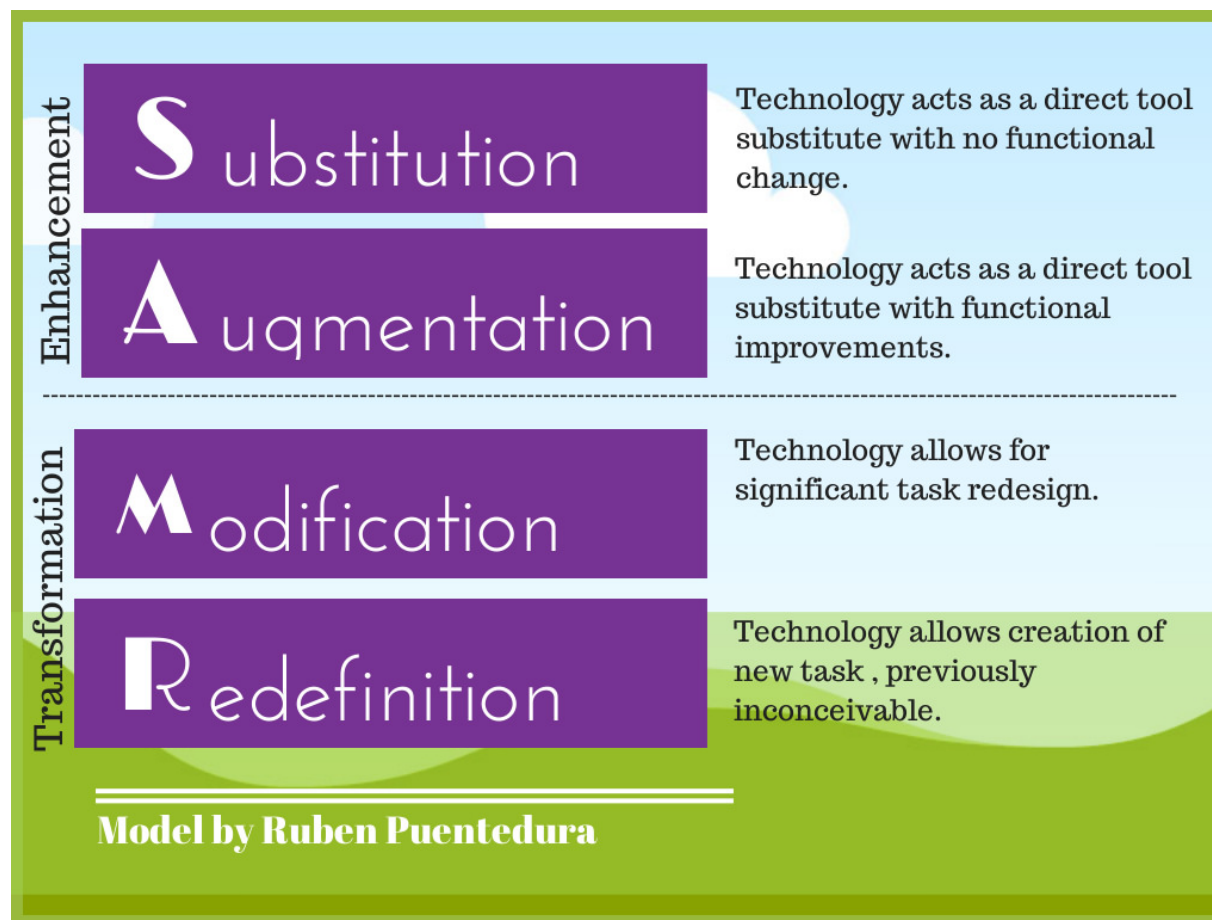 Enhancement
Substitution
Technology acts as a direct tool
substitute with no functional
change.
Augmentation
Technology acts as a direct tool
substitute with functional
improvements.
--------------------------------
Transformation
Modification
Technology allows for
significant task redesign.
Redefinition
Technology allows creation of
new task , previously
inconceivable.
Model by Ruben Puentedura